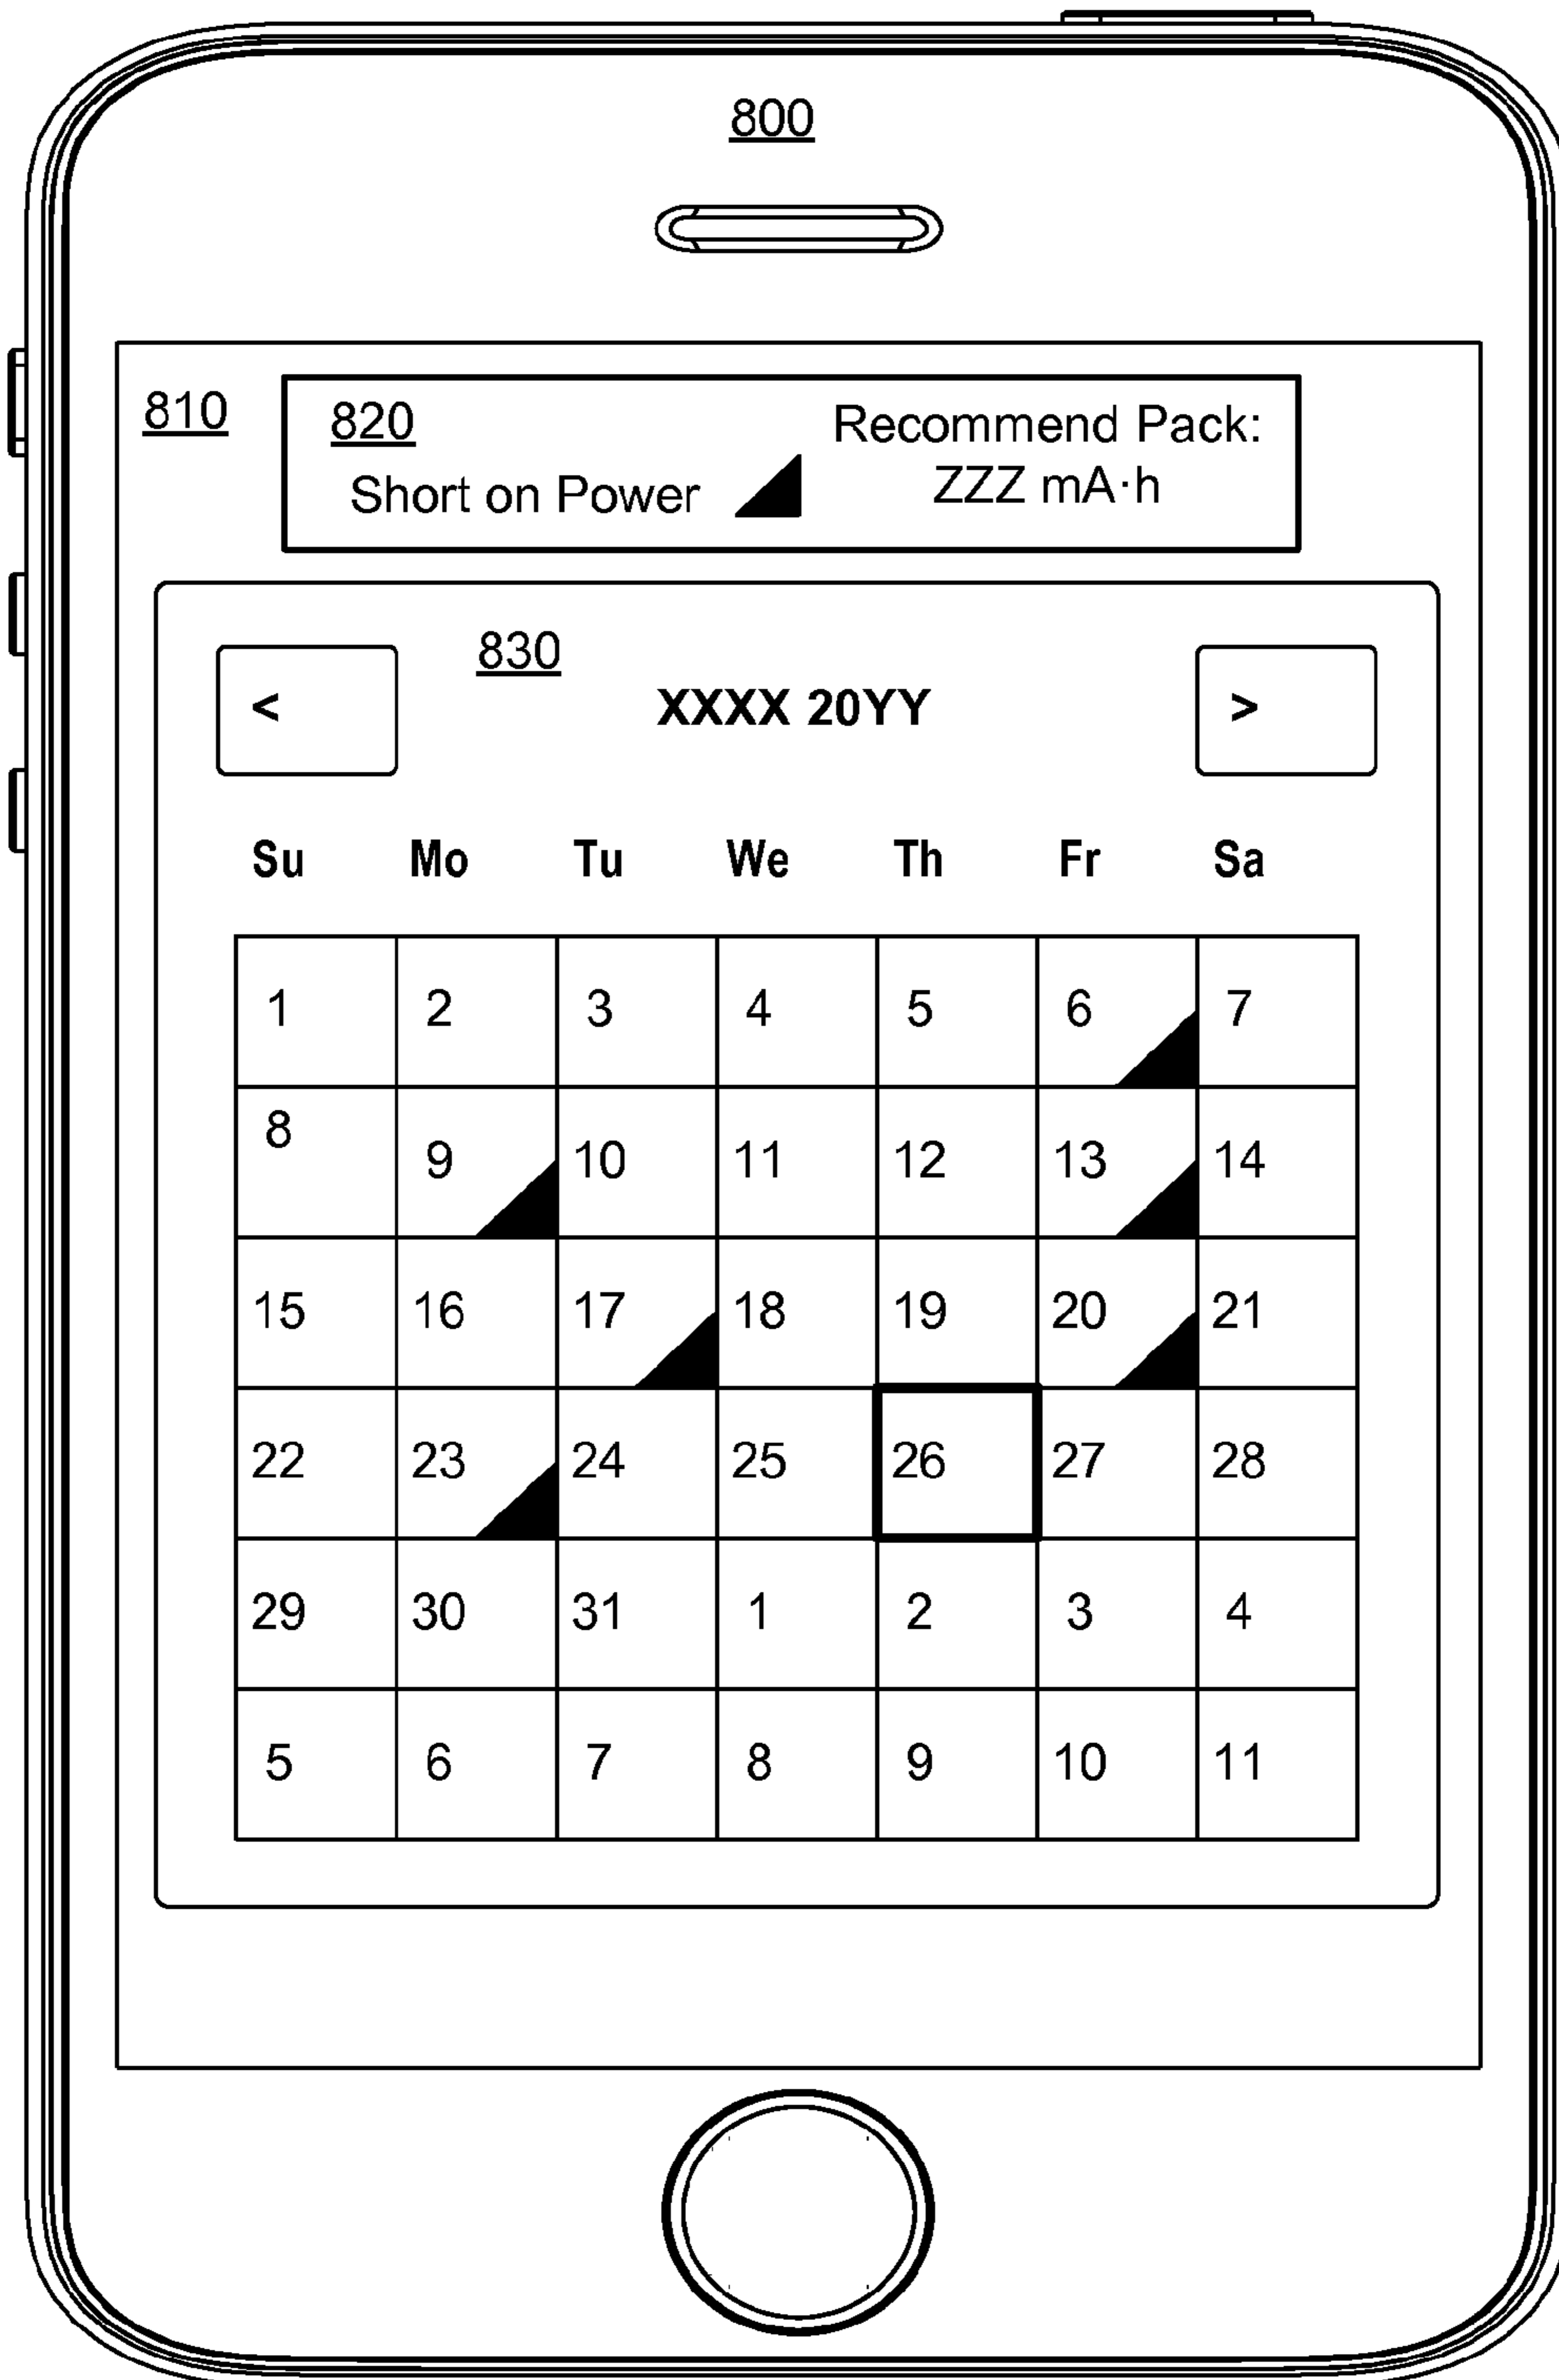 800
810
820
Recommend Pack:
Short on Power
ZZZ mA·h
830
< XXXX 20YY >
Su Mo Tu We Th Fr Sa
1 2 3 4 5 6 7
8 9 10 11 12 13 14
15 16 17 18 19 20 21
22 23 24 25 26 27 28
29 30 31 1 2 3 4
5 6 7 8 9 10 11